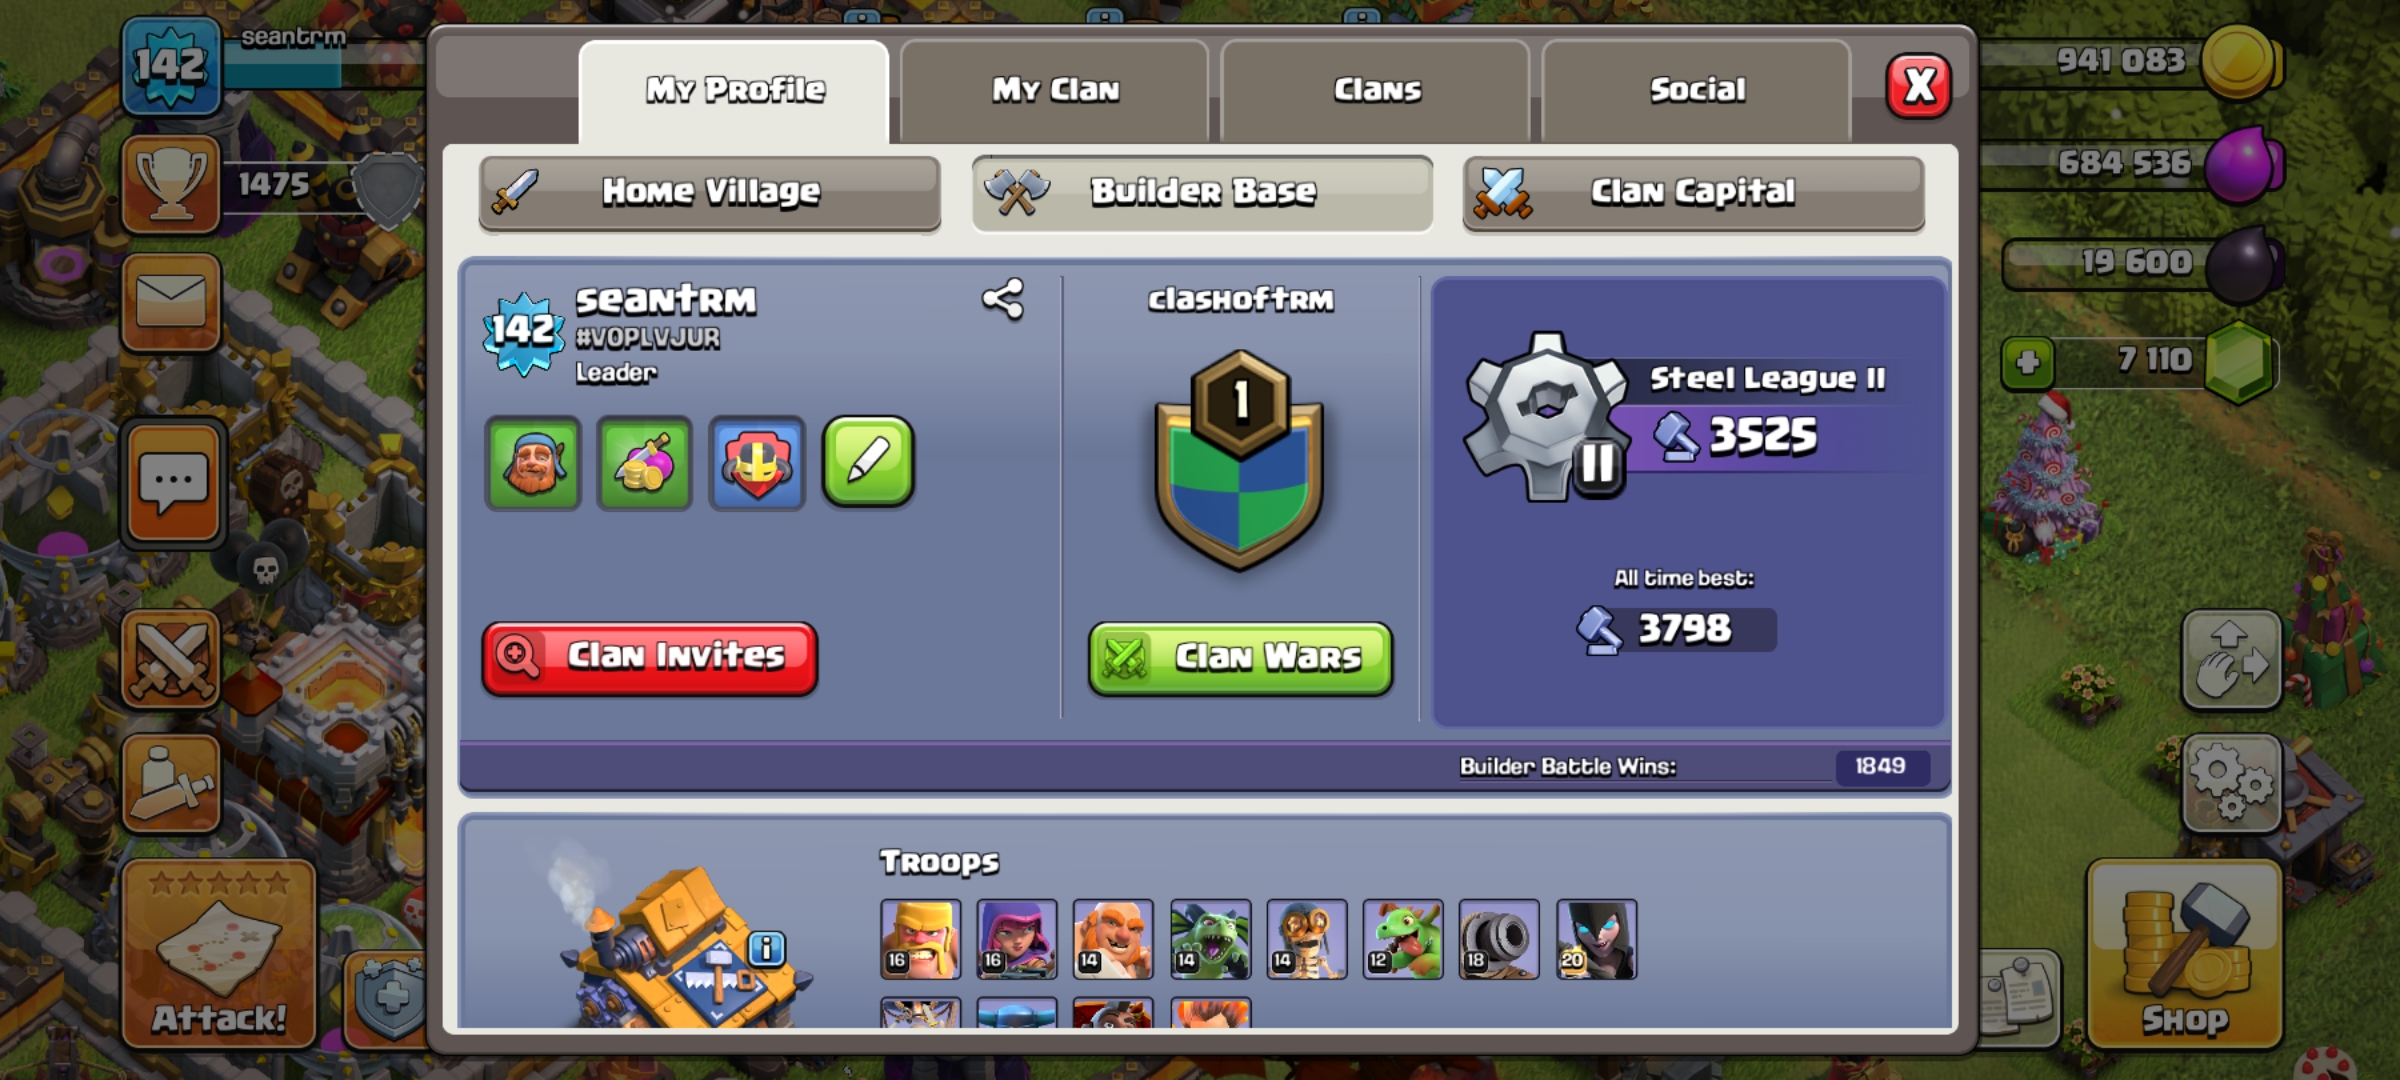 142
seantrm
My Profile
My Clan
Clans
Social
X
941 083
1475
Home Village
Builder Base
Clan Capital
684 536
19 600
7 110
142
seantrm
#V0PLVJUR
Leader
clashoftrm
1
Steel League II
3525
II
All time best:
3798
Clan Invites
Clan Wars
Builder Battle Wins:
1849
Troops
16
16
14
14
14
12
18
20
i
Attack!
Shop